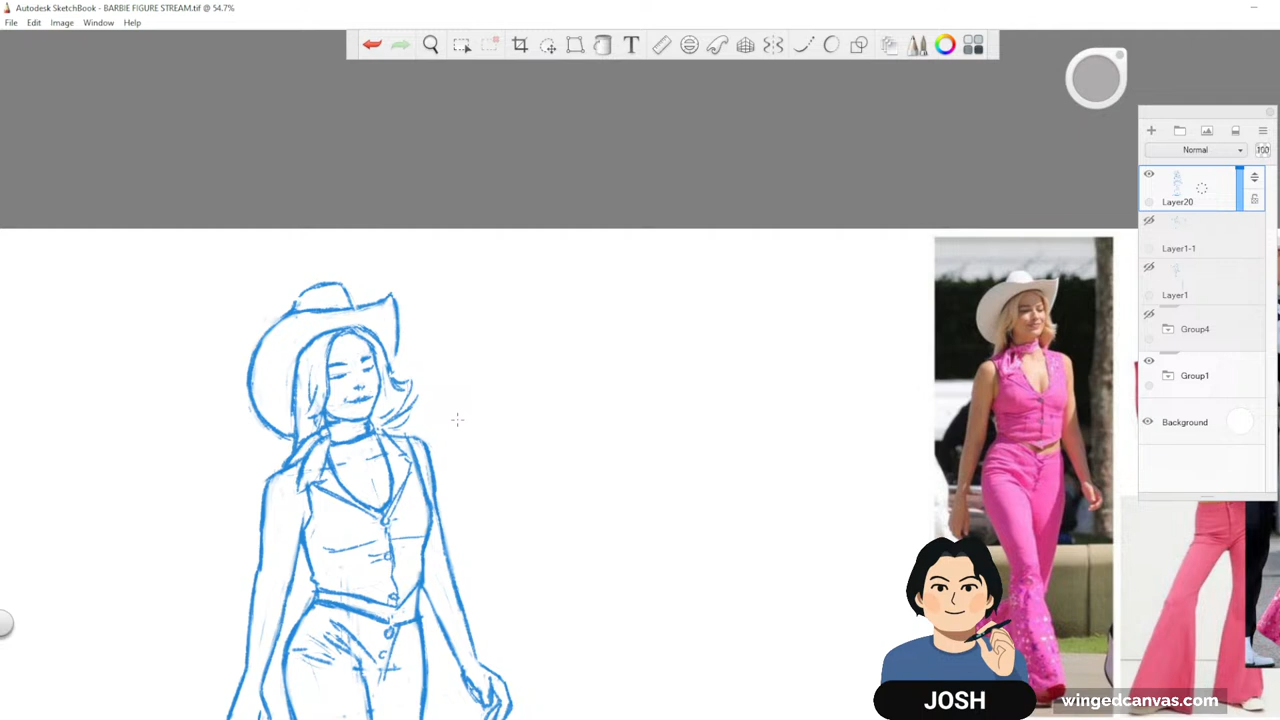 Autodesk SketchBook - BARBIE FIGURE STREAM.tif @ 54.7%
File Edit Image Window Help
T
Normal
100
Layer20
Layer1-1
Layer1
Group4
Group1
Background
JOSH
wingedcanvas.com